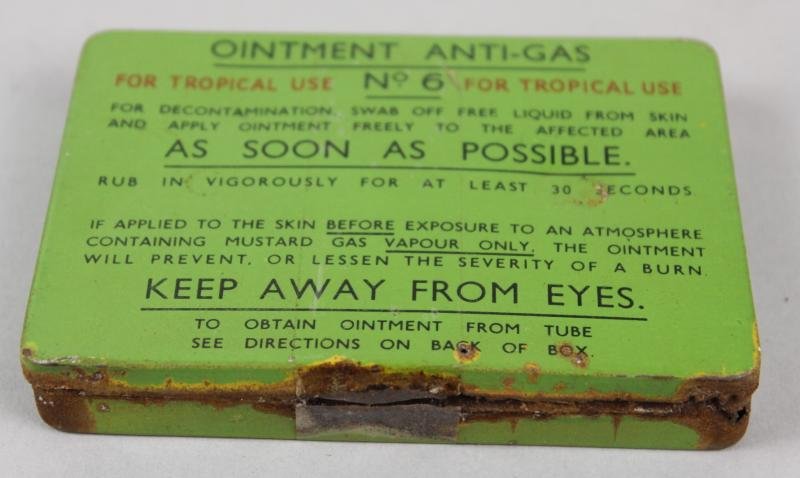 OINTMENT ANTI-GAS
FOR TROPICAL USE Nº 6 FOR TROPICAL USE
FOR DECONTAMINATION, SWAB OFF FREE LIQUID FROM SKIN
AND APPLY OINTMENT FREELY TO THE AFFECTED AREA
AS SOON AS POSSIBLE.
RUB IN VIGOROUSLY FOR AT LEAST 30 SECONDS.
IF APPLIED TO THE SKIN BEFORE EXPOSURE TO AN ATMOSPHERE
CONTAINING MUSTARD GAS VAPOUR ONLY, THE OINTMENT
WILL PREVENT, OR LESSEN THE SEVERITY OF A BURN.
KEEP AWAY FROM EYES.
TO OBTAIN OINTMENT FROM TUBE
SEE DIRECTIONS ON BACK OF BOX.